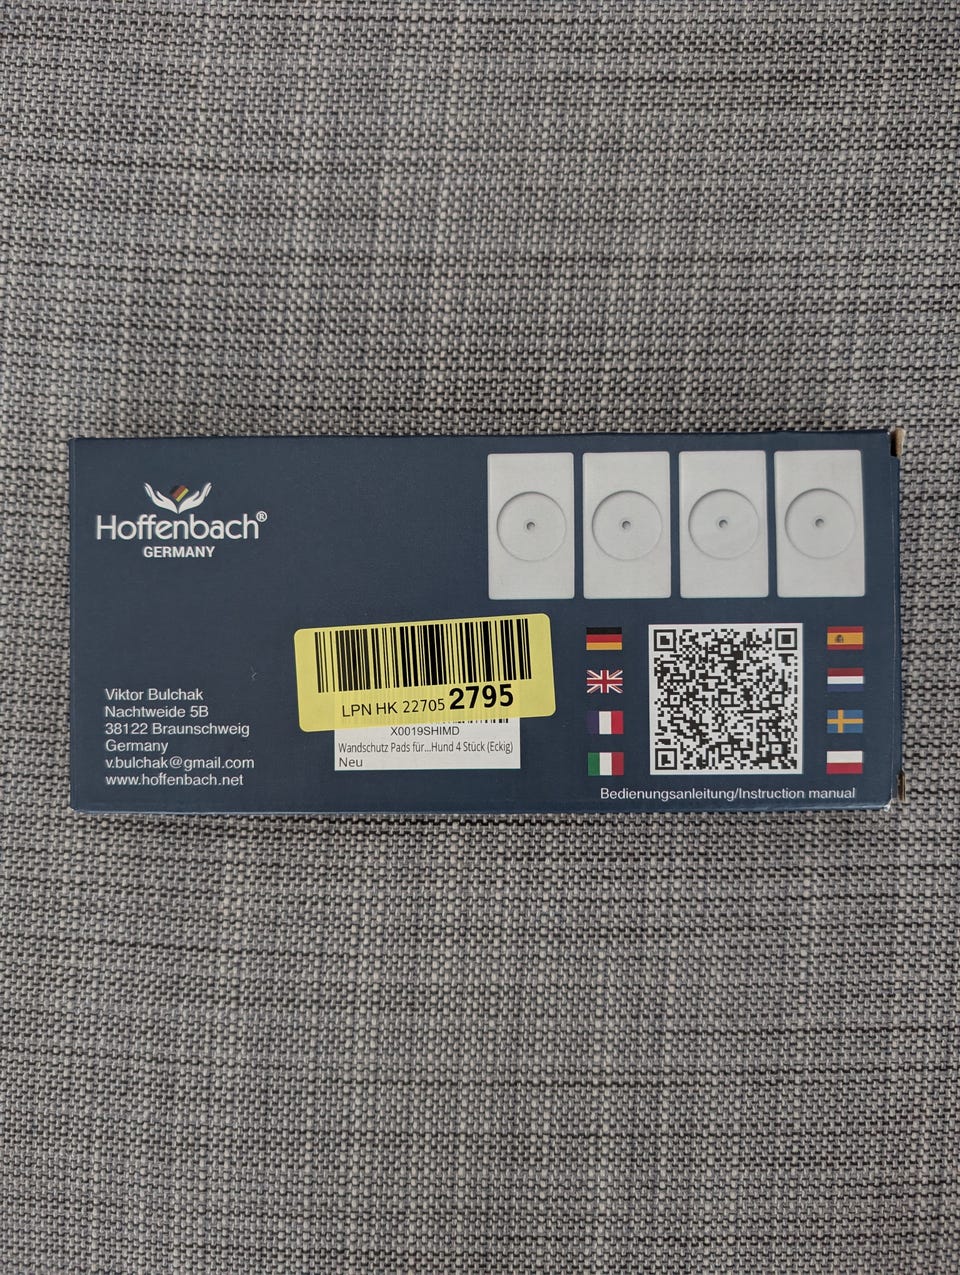 Hoffenbach®
GERMANY
Viktor Bulchak
Nachtweide 5B
38122 Braunschweig
Germany
v.bulchak@gmail.com
www.hoffenbach.net
LPN HK 22705 2795
X0019SHIMD
Wandschutz Pads für...Hund 4 Stück (Eckig)
Neu
Bedienungsanleitung/Instruction manual